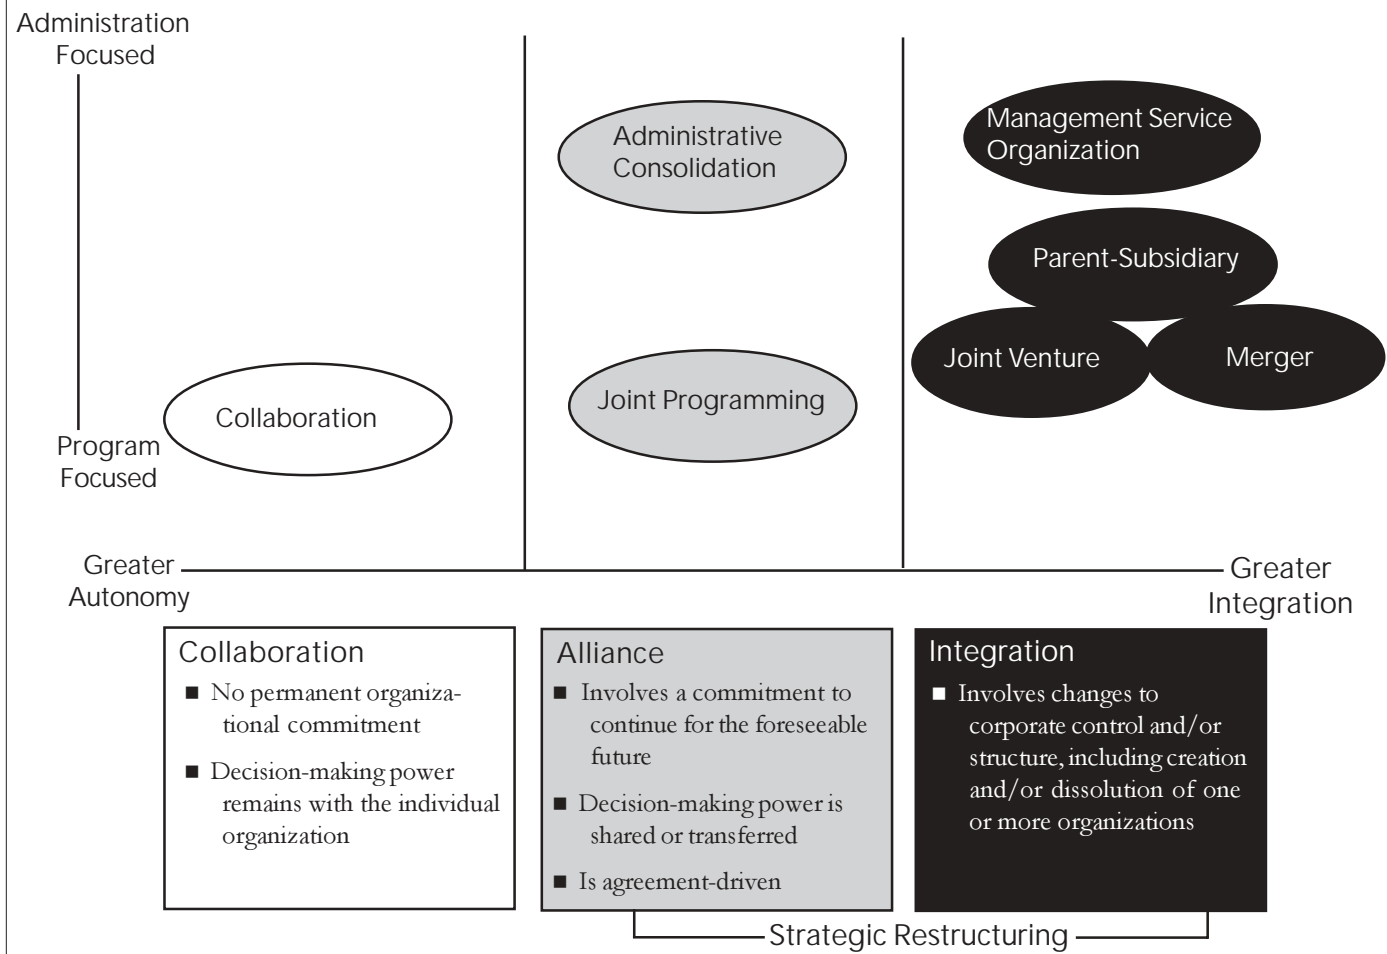 Administration
Focused
Administrative
Consolidation
Management Service
Organization
Parent-Subsidiary
Joint Venture
Merger
Joint Programming
Collaboration
Program
Focused
Greater
Autonomy
Greater
Integration
Collaboration
■ No permanent organiza-
tional commitment
■ Decision-making power
remains with the individual
organization
Alliance
■ Involves a commitment to
continue for the foreseeable
future
■ Decision-making power is
shared or transferred
■ Is agreement-driven
Integration
■ Involves changes to
corporate control and/or
structure, including creation
and/or dissolution of one
or more organizations
Strategic Restructuring